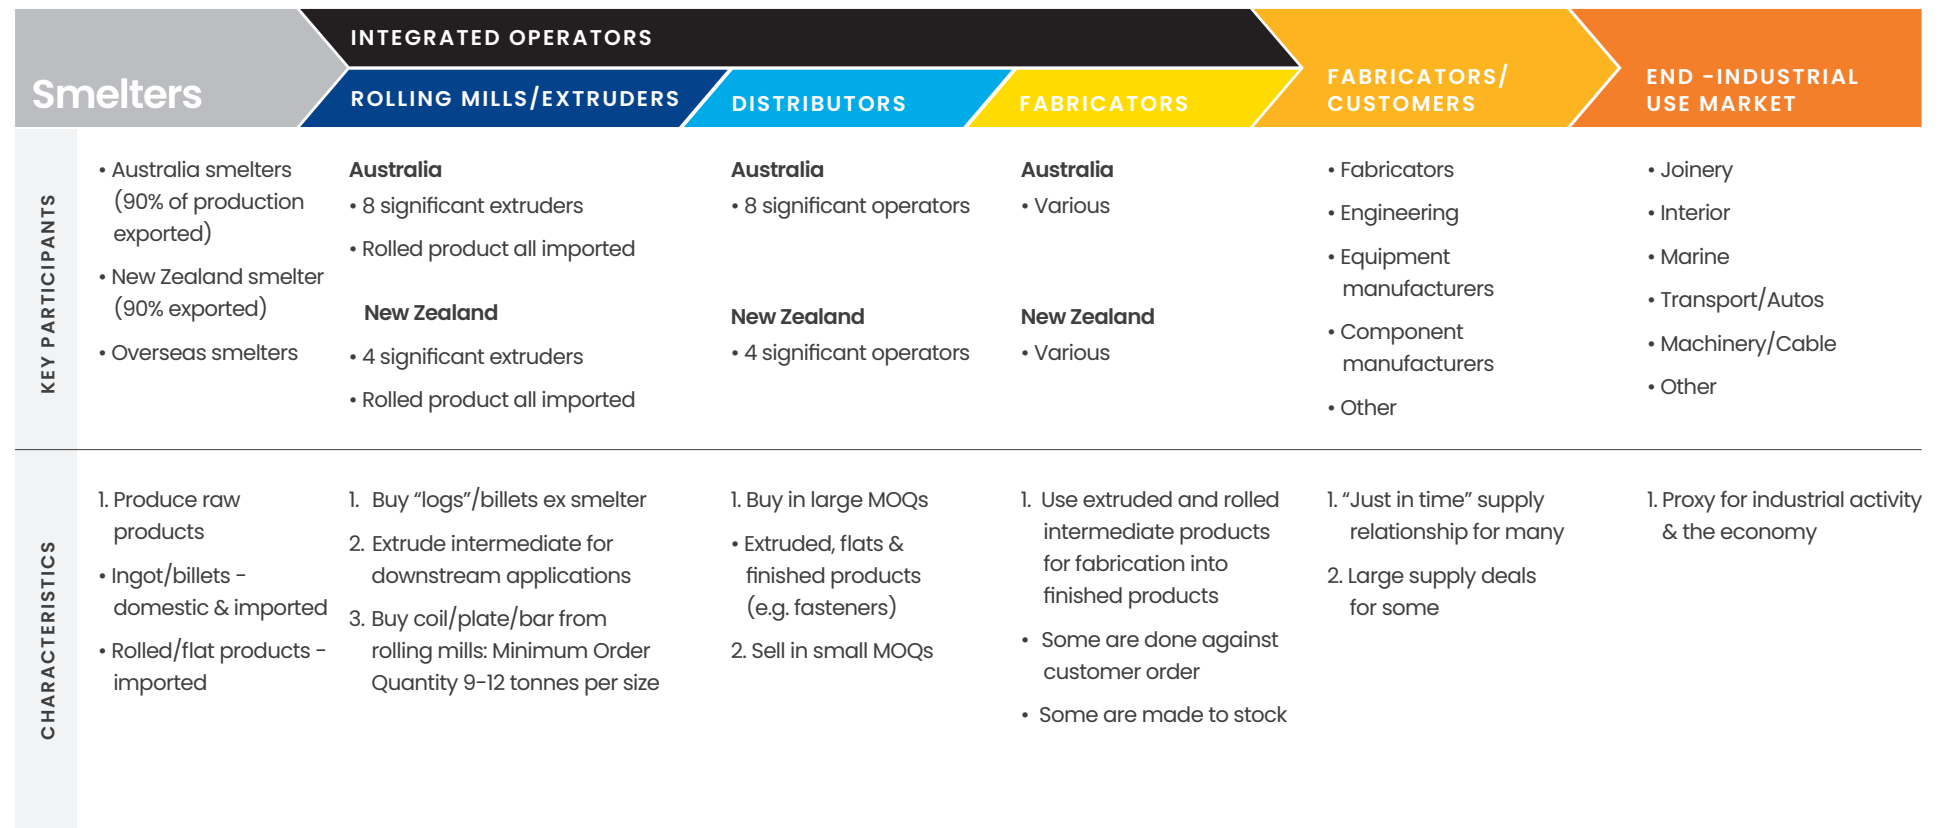 Smelters
INTEGRATED OPERATORS
ROLLING MILLS/EXTRUDERS
DISTRIBUTORS
FABRICATORS
FABRICATORS/
CUSTOMERS
END -INDUSTRIAL
USE MARKET
KEY PARTICIPANTS
• Australia smelters
(90% of production
exported)
• New Zealand smelter
(90% exported)
• Overseas smelters
Australia
• 8 significant extruders
• Rolled product all imported
New Zealand
• 4 significant extruders
• Rolled product all imported
Australia
• 8 significant operators
New Zealand
• 4 significant operators
Australia
• Various
New Zealand
• Various
• Fabricators
• Engineering
• Equipment
manufacturers
• Component
manufacturers
• Other
• Joinery
• Interior
• Marine
• Transport/Autos
• Machinery/Cable
• Other
CHARACTERISTICS
1. Produce raw
products
• Ingot/billets -
domestic & imported
• Rolled/flat products -
imported
1. Buy “logs”/billets ex smelter
2. Extrude intermediate for
downstream applications
3. Buy coil/plate/bar from
rolling mills: Minimum Order
Quantity 9-12 tonnes per size
1. Buy in large MOQs
• Extruded, flats &
finished products
(e.g. fasteners)
2. Sell in small MOQs
1. Use extruded and rolled
intermediate products
for fabrication into
finished products
• Some are done against
customer order
• Some are made to stock
1. “Just in time” supply
relationship for many
2. Large supply deals
for some
1. Proxy for industrial activity
& the economy